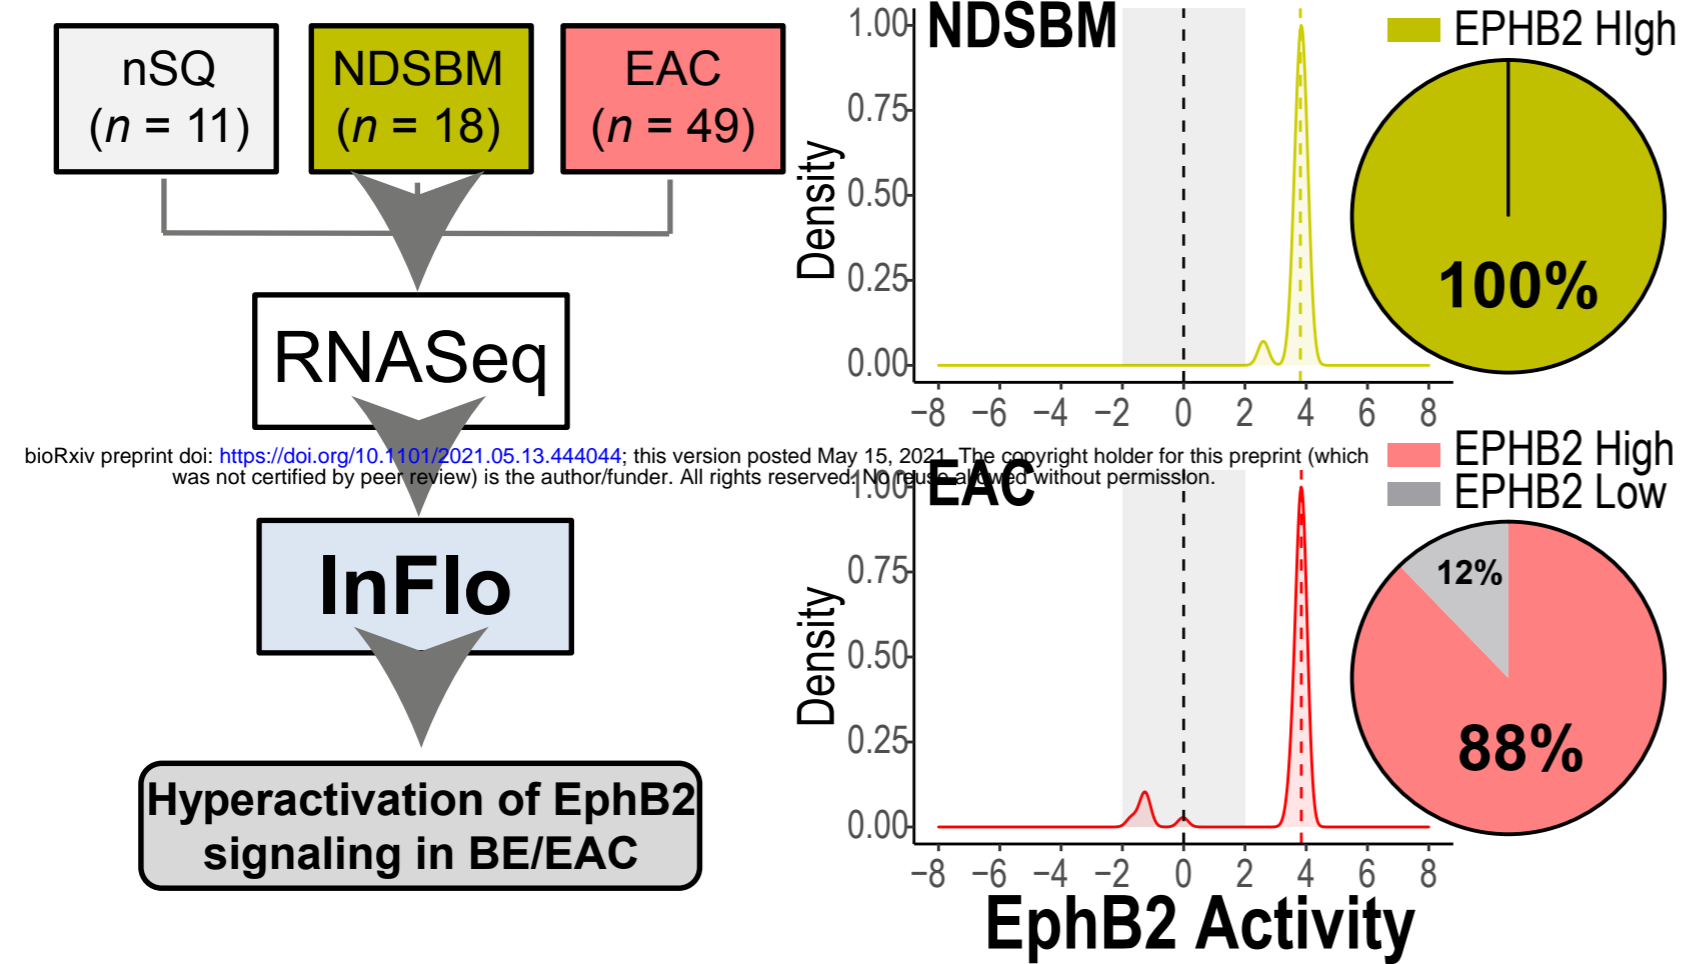 nSQ
(n = 11)
NDSBM
(n = 18)
EAC
(n = 49)
RNASeq
InFlo
Hyperactivation of EphB2
signaling in BE/EAC
bioRxiv preprint doi: https://doi.org/10.1101/2021.05.13.444044; this version posted May 15, 2021. The copyright holder for this preprint (which
was not certified by peer review) is the author/funder. All rights reserved. No reuse allowed without permission.
NDSBM
Density
1.00
0.75
0.50
0.25
0.00
−8 −6 −4 −2 0 2 4 6 8
EPHB2 HIgh
100%
EAC
Density
1.00
0.75
0.50
0.25
0.00
−8 −6 −4 −2 0 2 4 6 8
EphB2 Activity
EPHB2 High
EPHB2 Low
12%
88%